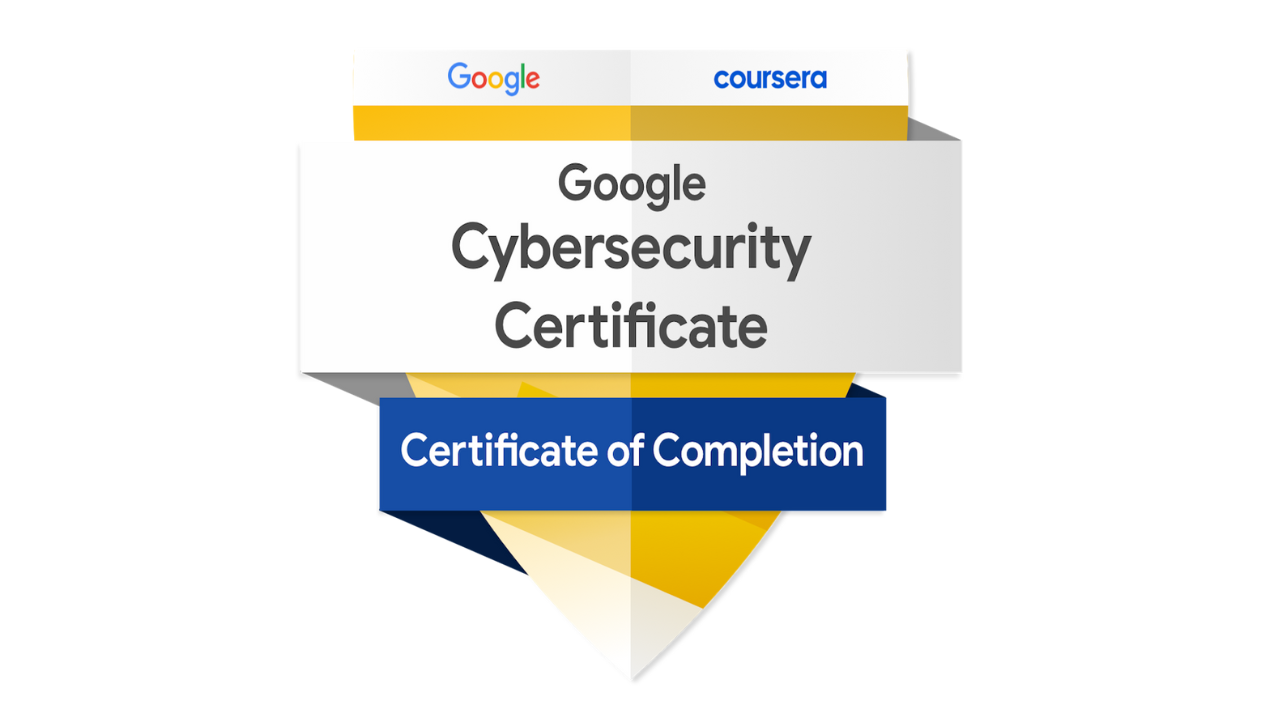 Google coursera
Google
Cybersecurity
Certificate
Certificate of Completion